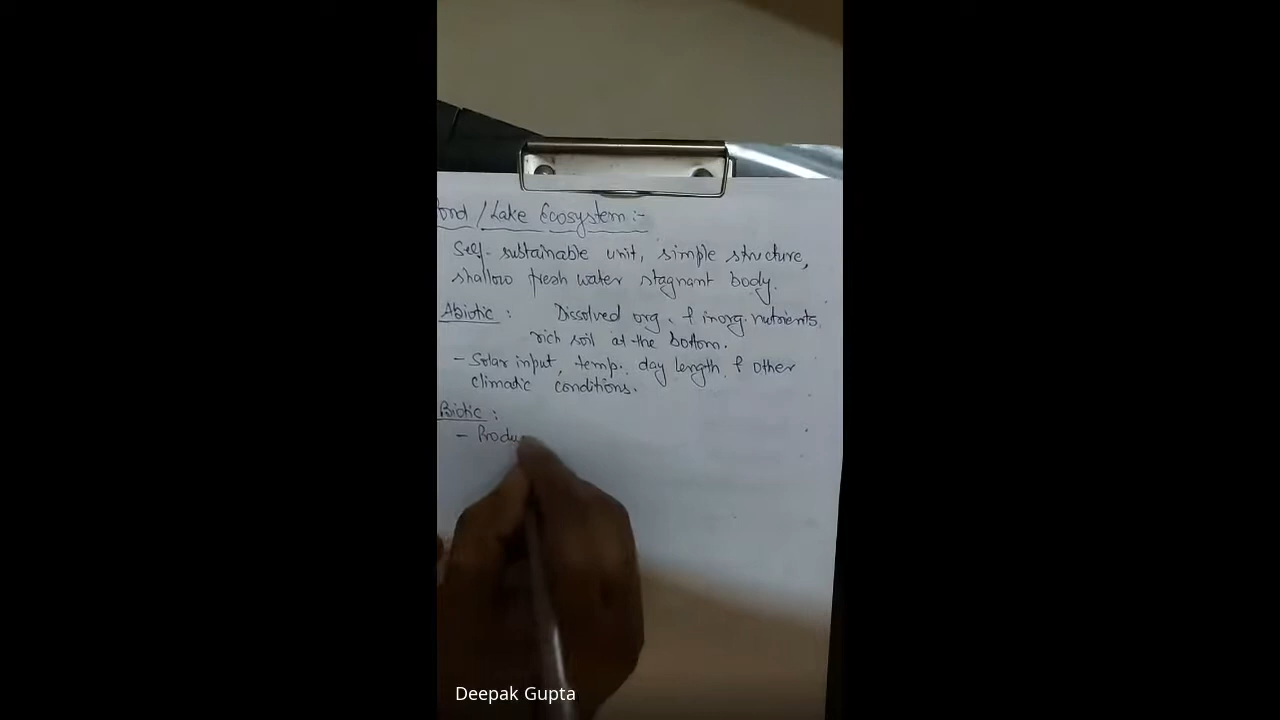 ond / Lake Ecosystem :-
Self-sustainable unit, simple structure,
shallow fresh water stagnant body.
Abiotic : Dissolved org. & inorg. nutrients,
rich soil at the bottom.
- Solar input, temp., day length & other
climatic conditions.
Biotic :
- Produ
Deepak Gupta